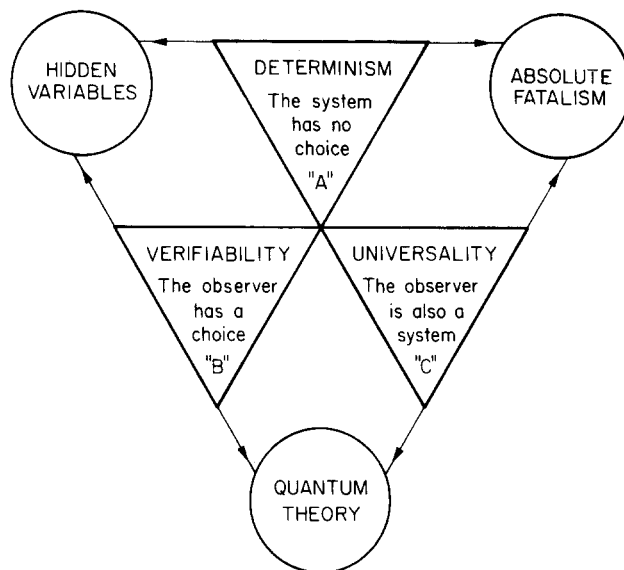 HIDDEN
VARIABLES
DETERMINISM
The system
has no
choice
"A"
ABSOLUTE
FATALISM
VERIFIABILITY
The observer
has a
choice
"B"
UNIVERSALITY
The observer
is also a
system
"C"
QUANTUM
THEORY